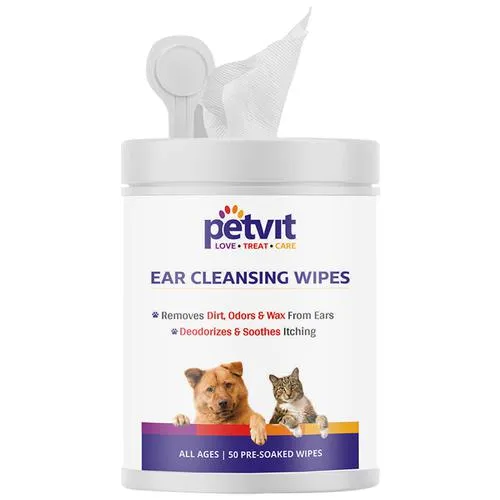 petvit
LOVE • TREAT • CARE
EAR CLEANSING WIPES
Removes Dirt, Odors & Wax From Ears
Deodorizes & Soothes Itching
ALL AGES | 50 PRE-SOAKED WIPES